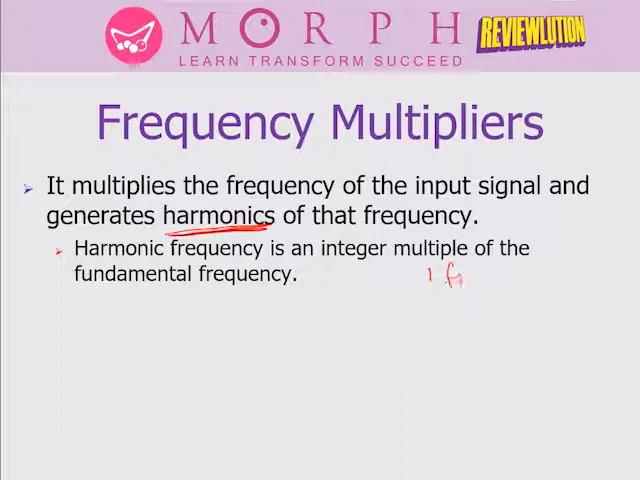 MORPH
LEARN TRANSFORM SUCCEED
REVIEWLUTION
Frequency Multipliers
It multiplies the frequency of the input signal and
generates harmonics of that frequency.
Harmonic frequency is an integer multiple of the
fundamental frequency.
1 f